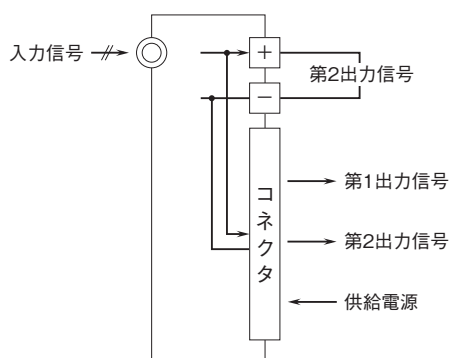 入力信号
＋
第2出力信号
−
コネクタ
第1出力信号
第2出力信号
供給電源